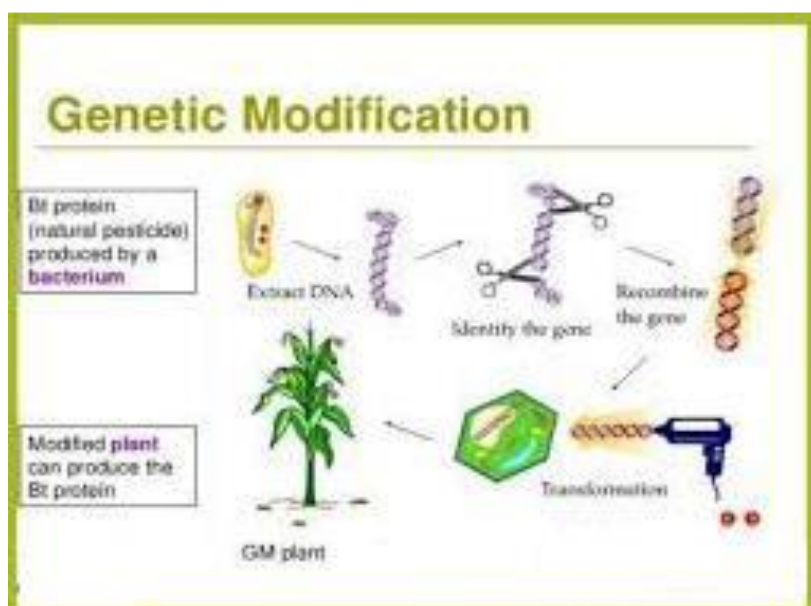 Genetic Modification
Bt protein
(natural pesticide)
produced by a
bacterium
Extract DNA
Identify the gene
Recombine
the gene
Transformation
Modified plant
can produce the
Bt protein
GM plant